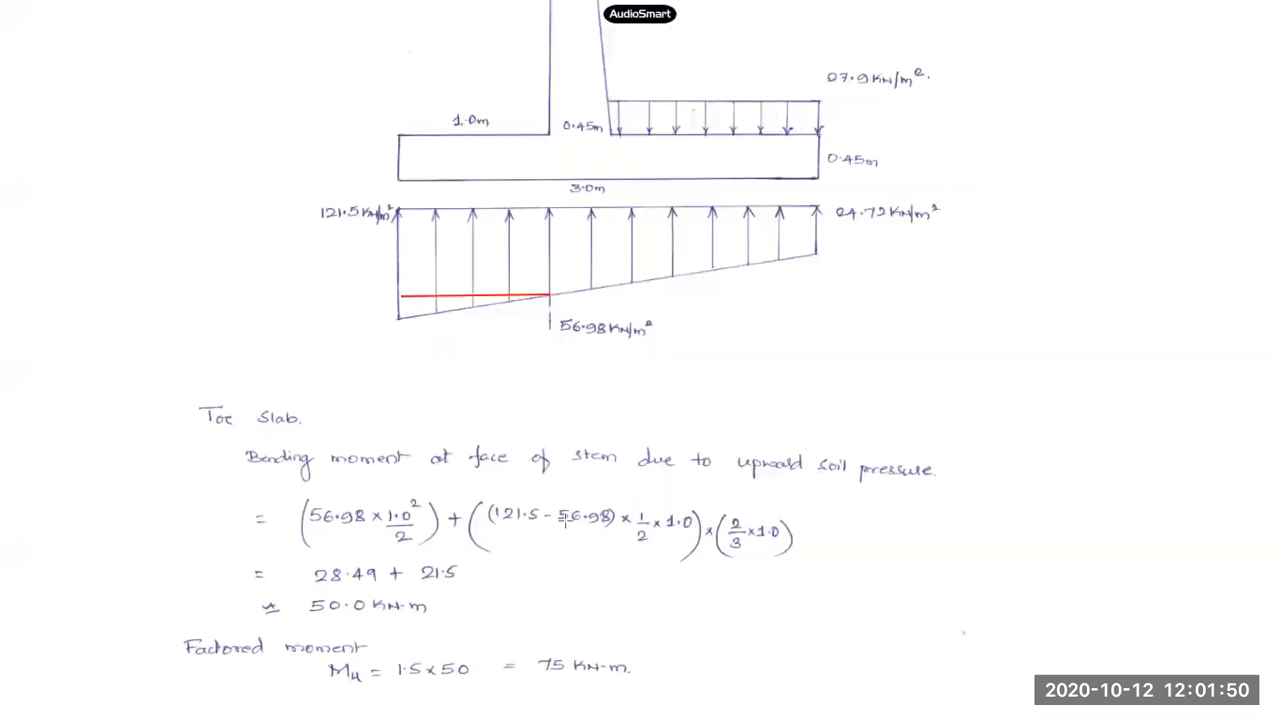 AudioSmart
97.9 KN/m².
1.0m
0.45m
0.45m
3.0m
121.5 KN/m²
24.72 KN/m²
56.98 KN/m²
Toe Slab.
Bending moment at face of stem due to upward soil pressure.
= (56.98 × 1.0²/2) + ((121.5 - 56.98) × 1/2 × 1.0) × (2/3 × 1.0)
= 28.49 + 21.5
≃ 50.0 KN-m
Factored moment
Mu = 1.5 × 50 = 75 KN-m.
2020-10-12 12:01:50